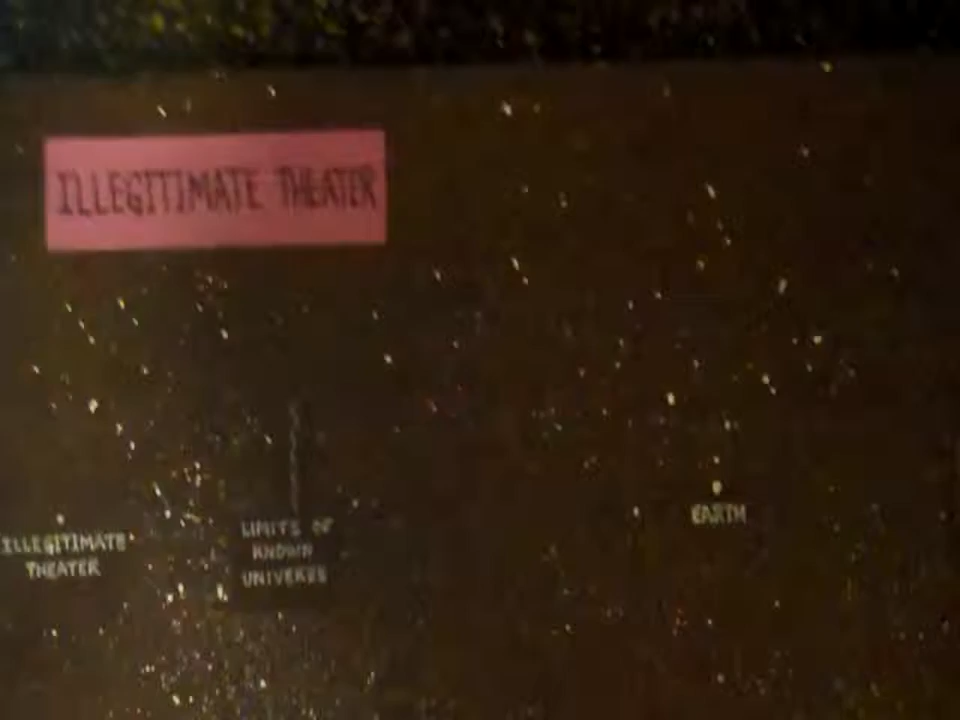 ILLEGITIMATE THEATER
ILLEGITIMATE
THEATER
LIMITS OF
KNOWN
UNIVERSE
EARTH